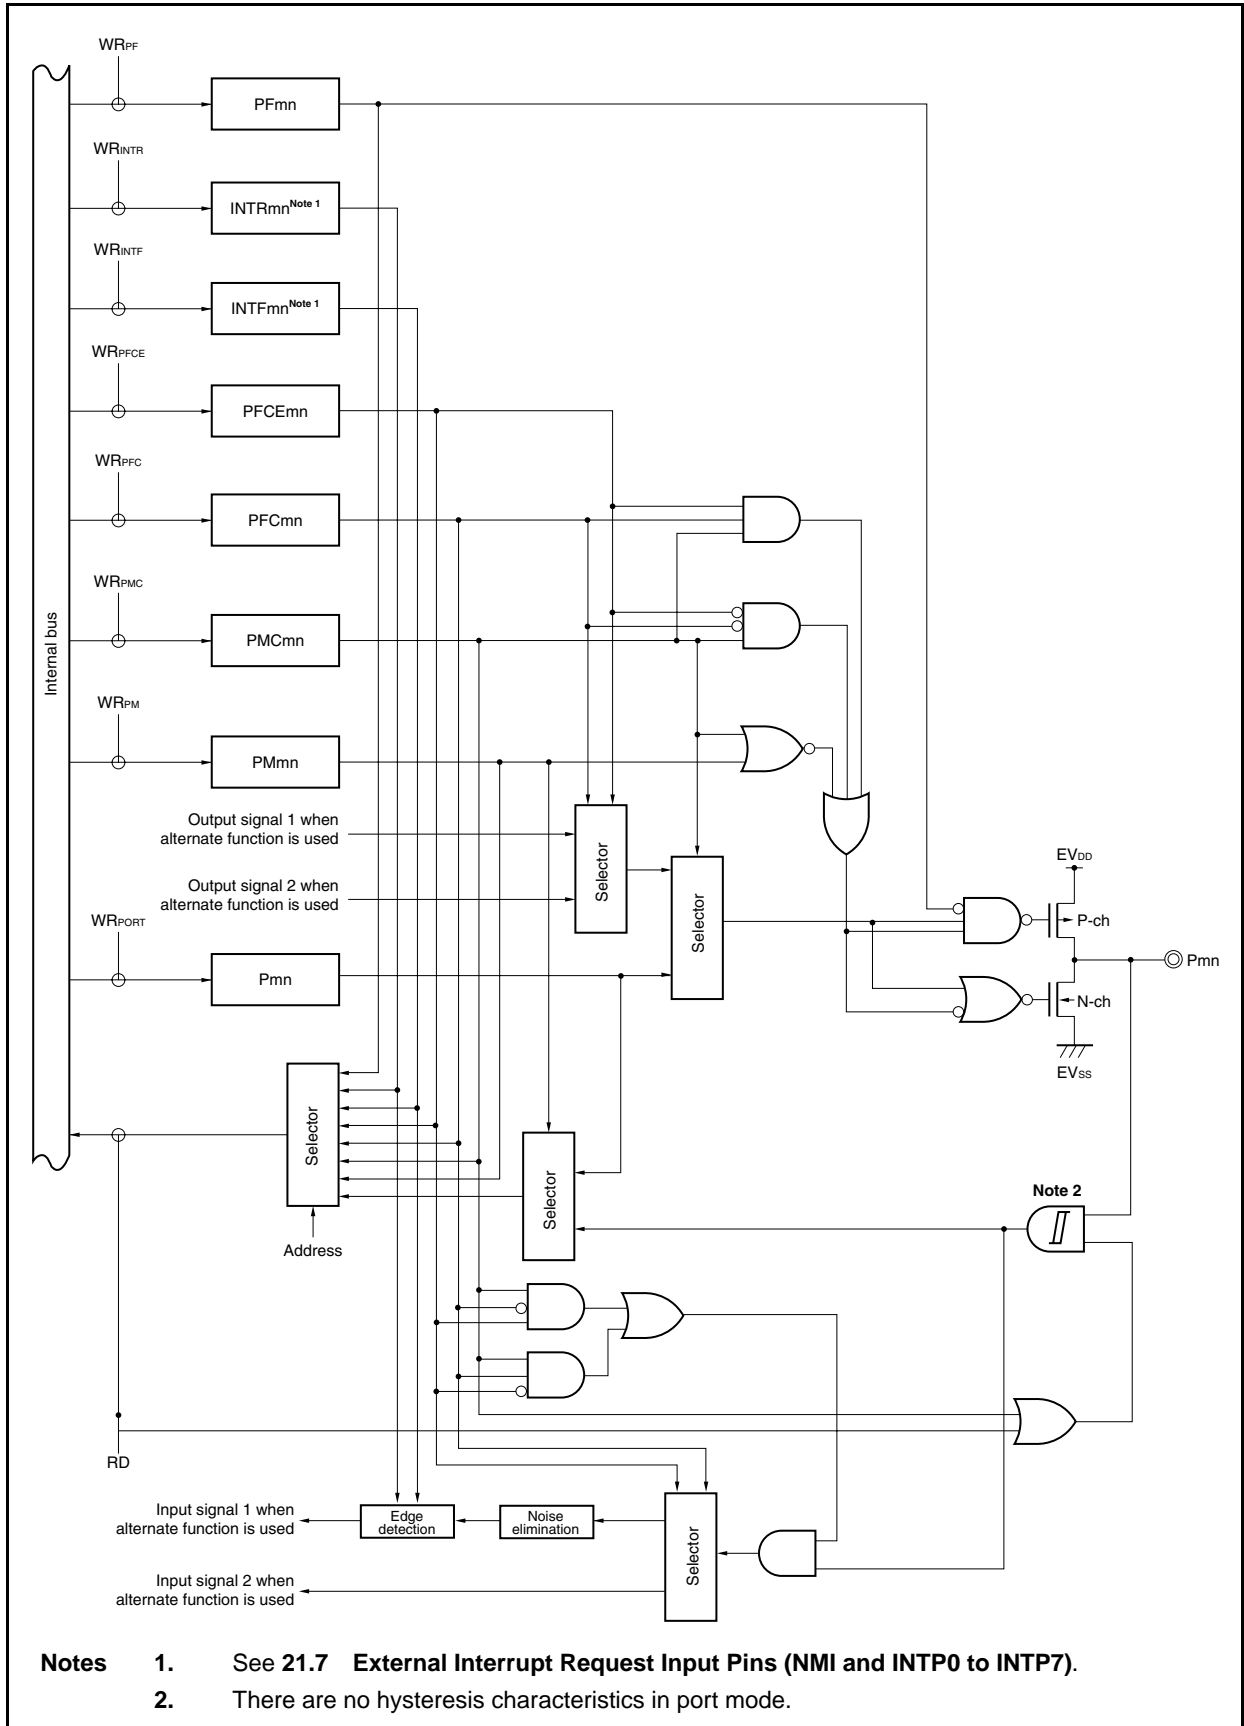 WRPF
PFmn
WRINTR
INTRmnNote 1
WRINTF
INTFmnNote 1
WRPFCE
PFCEmn
WRPFC
PFCmn
WRPMC
PMCmn
Internal bus
WRPM
PMmn
Output signal 1 when
alternate function is used
Output signal 2 when
alternate function is used
Selector
Selector
EVDD
P-ch
WRPORT
Pmn
Pmn
N-ch
EVSS
Selector
Selector
Address
Note 2
RD
Input signal 1 when
alternate function is used
Edge
detection
Noise
elimination
Selector
Input signal 2 when
alternate function is used
Notes 1. See 21.7 External Interrupt Request Input Pins (NMI and INTP0 to INTP7).
2. There are no hysteresis characteristics in port mode.